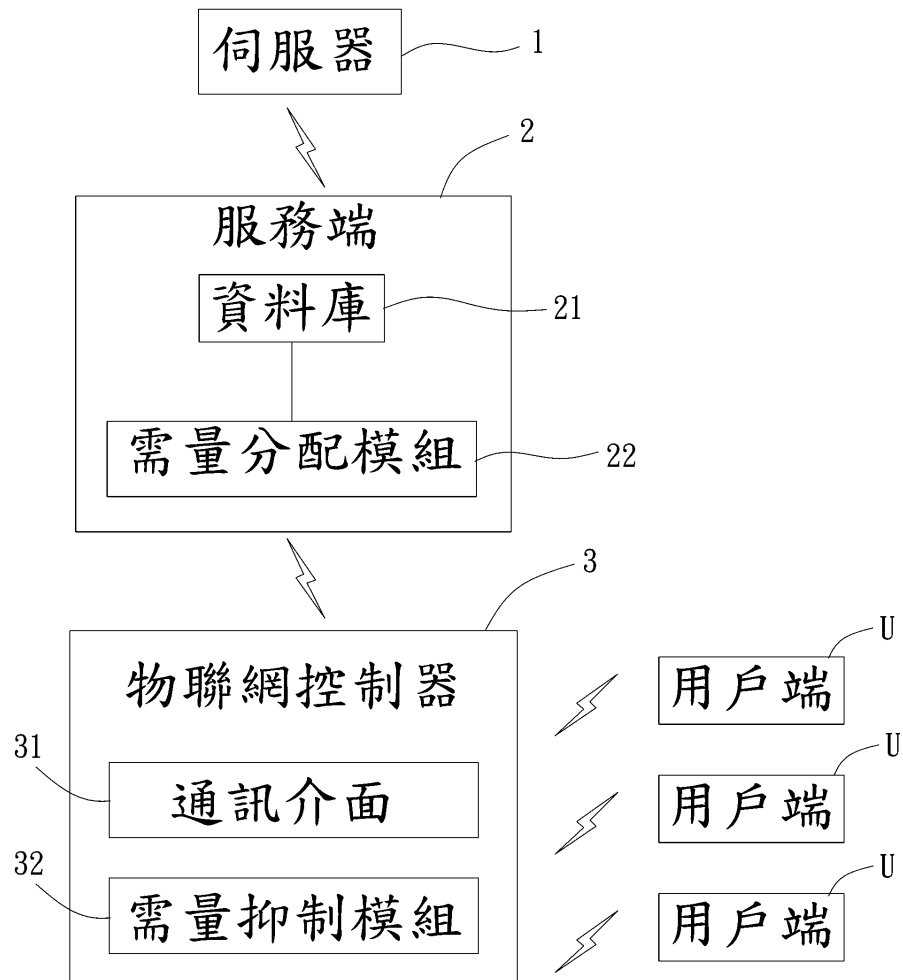 伺服器
1
2
服務端
資料庫
21
需量分配模組
22
3
物聯網控制器
U
用戶端
31
通訊介面
U
用戶端
32
需量抑制模組
U
用戶端